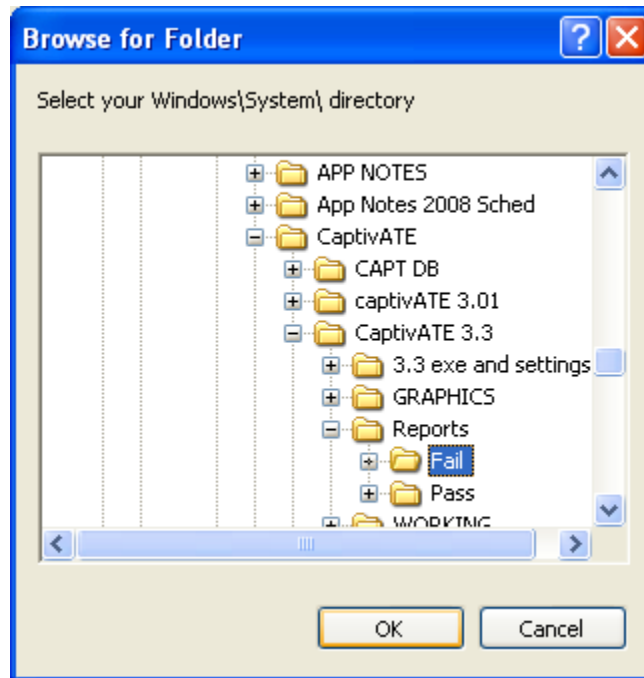 Browse for Folder
Select your Windows\System\ directory
APP NOTES
App Notes 2008 Sched
CaptivATE
CAPT DB
captivATE 3.01
CaptivATE 3.3
3.3 exe and settings
GRAPHICS
Reports
Fail
Pass
WORKING
OK Cancel